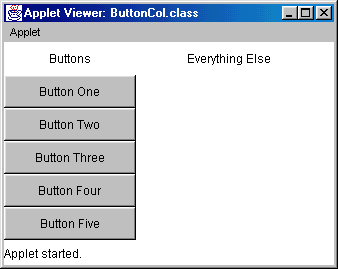 Applet Viewer: ButtonCol.class
Applet
Buttons Everything Else
Button One
Button Two
Button Three
Button Four
Button Five
Applet started.